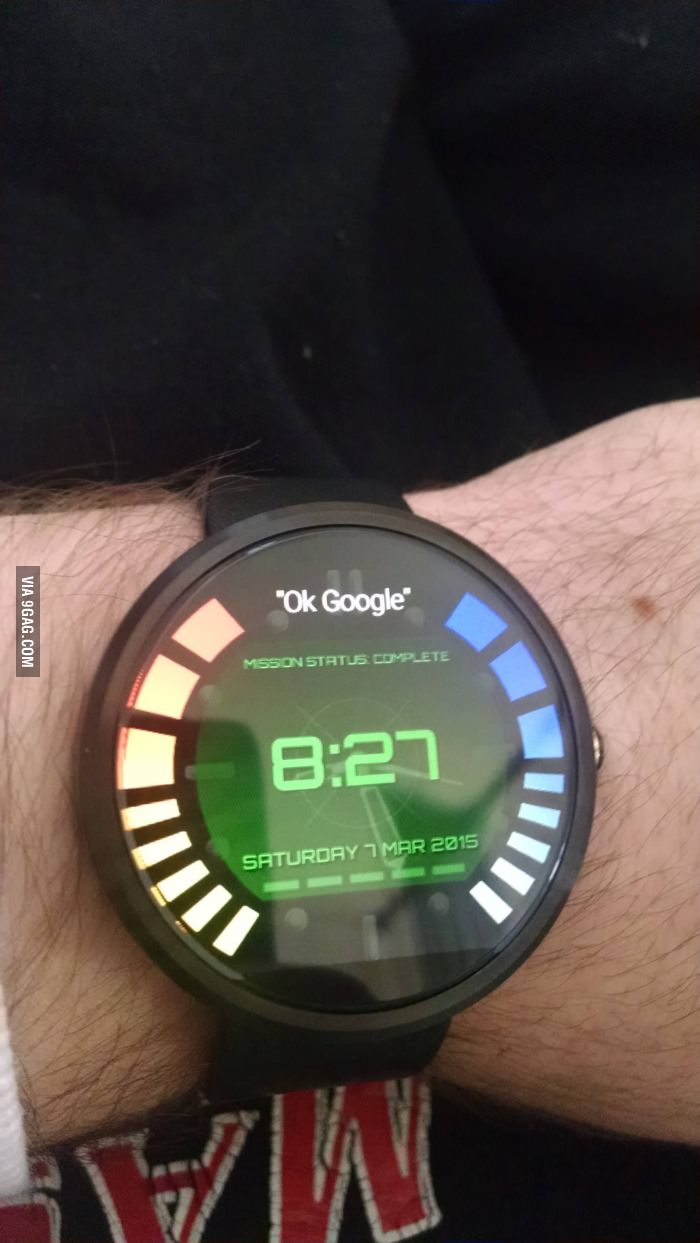 "Ok Google"
MISSION STATUS: COMPLETE
8:27
SATURDAY 7 MAR 2015
VIA 9GAG.COM